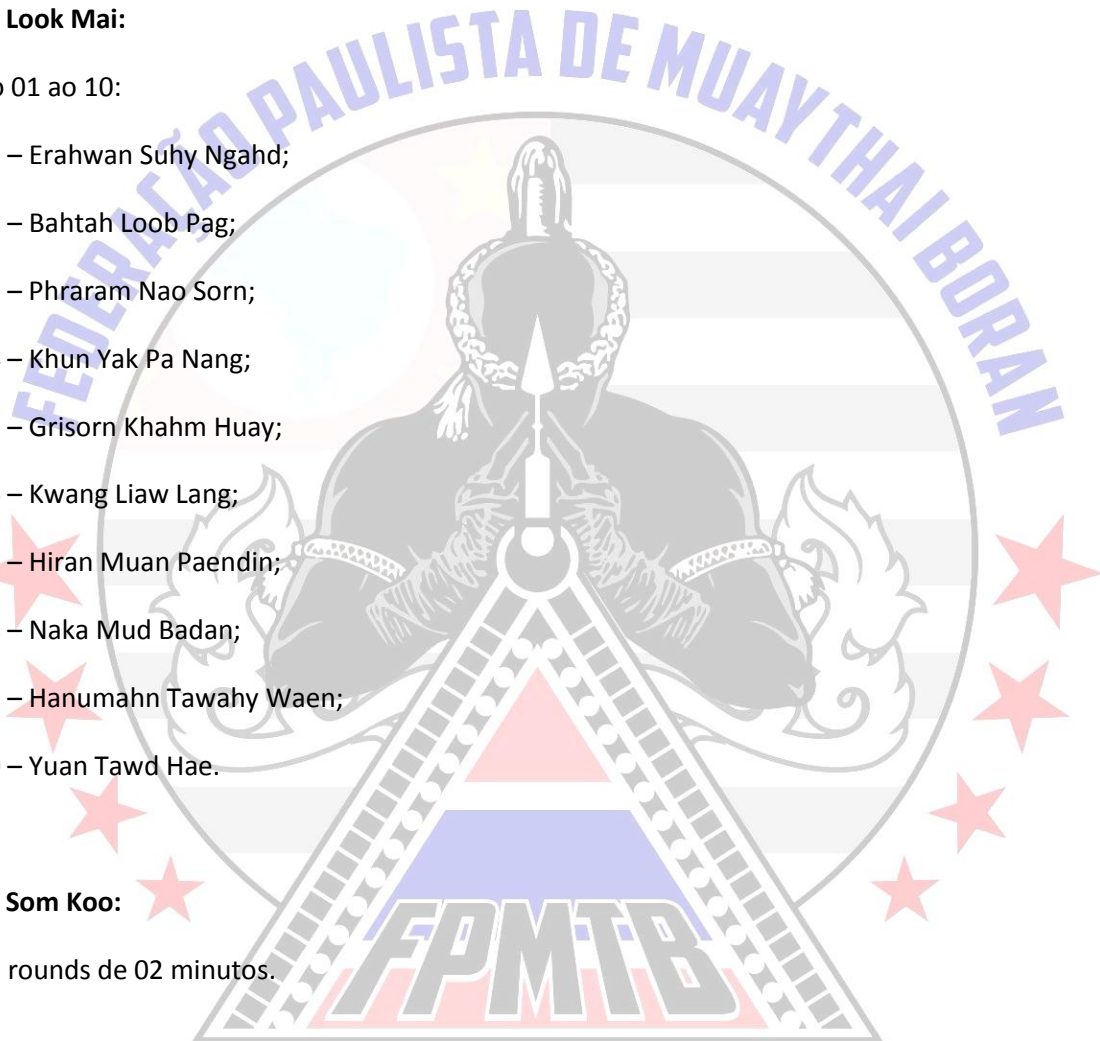 FEDERAÇÃO PAULISTA DE MUAY THAI BORAN
Look Mai:
o 01 ao 10:
– Erahwan Suhy Ngahd;
– Bahtah Loob Pag;
– Phraram Nao Sorn;
– Khun Yak Pa Nang;
– Grisorn Khahm Huay;
– Kwang Liaw Lang;
– Hiran Muan Paendin;
– Naka Mud Badan;
– Hanumahn Tawahy Waen;
– Yuan Tawd Hae.
Som Koo:
rounds de 02 minutos.
FPMTB